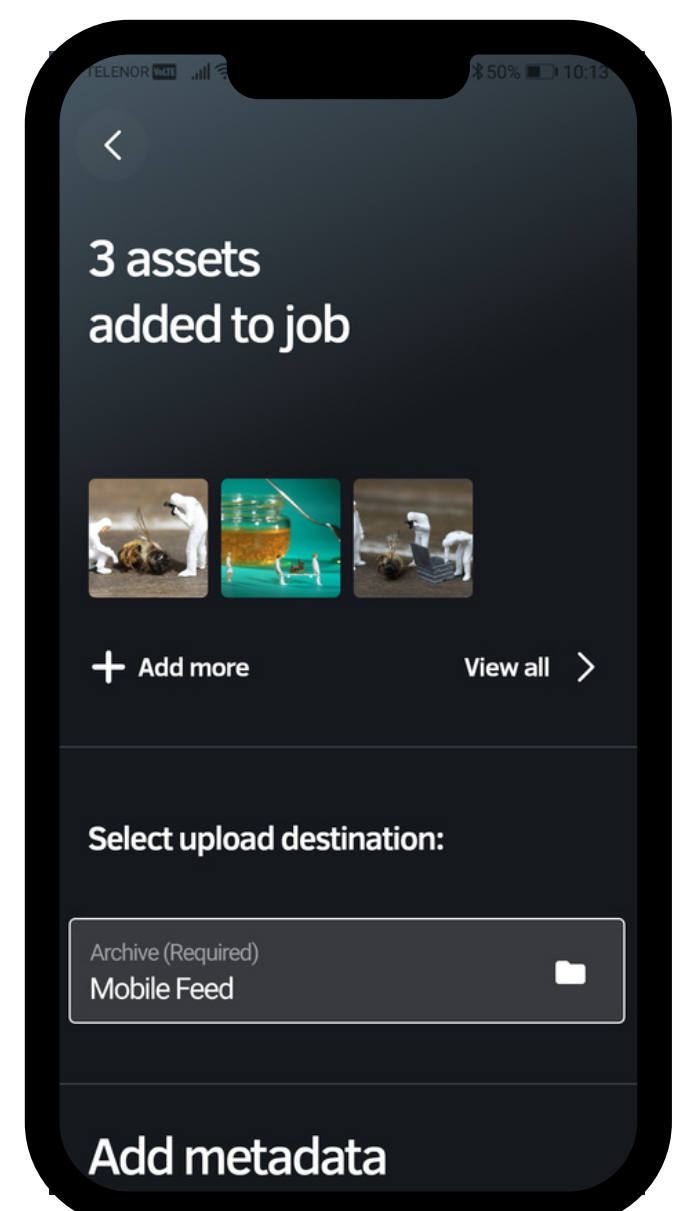 TELENOR VoLTE 50% 10:13
3 assets
added to job
Add more View all
Select upload destination:
Archive (Required)
Mobile Feed
Add metadata